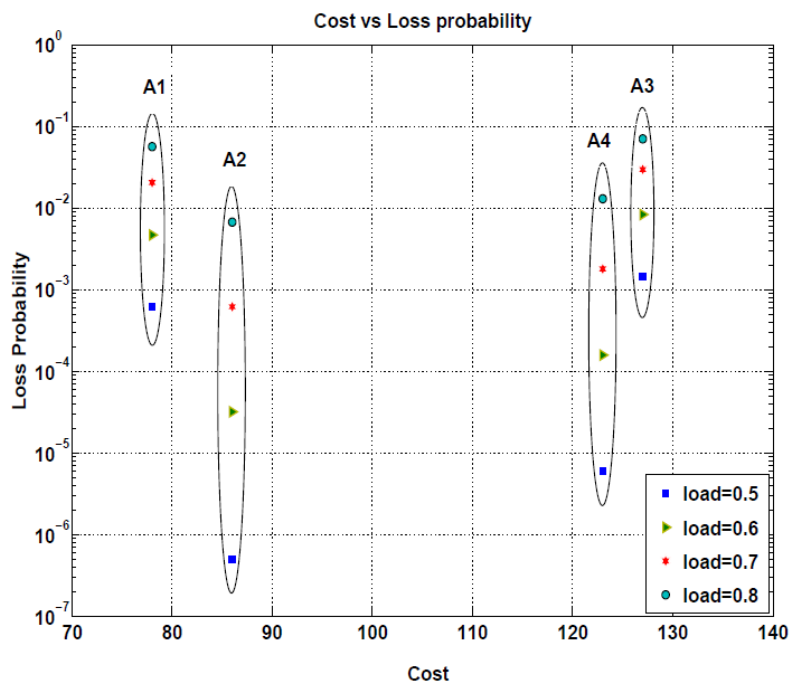 Cost vs Loss probability
10^0
10^-1
10^-2
10^-3
10^-4
10^-5
10^-6
10^-7
Loss Probability
A1
A2
A3
A4
load=0.5
load=0.6
load=0.7
load=0.8
70 80 90 100 110 120 130 140
Cost